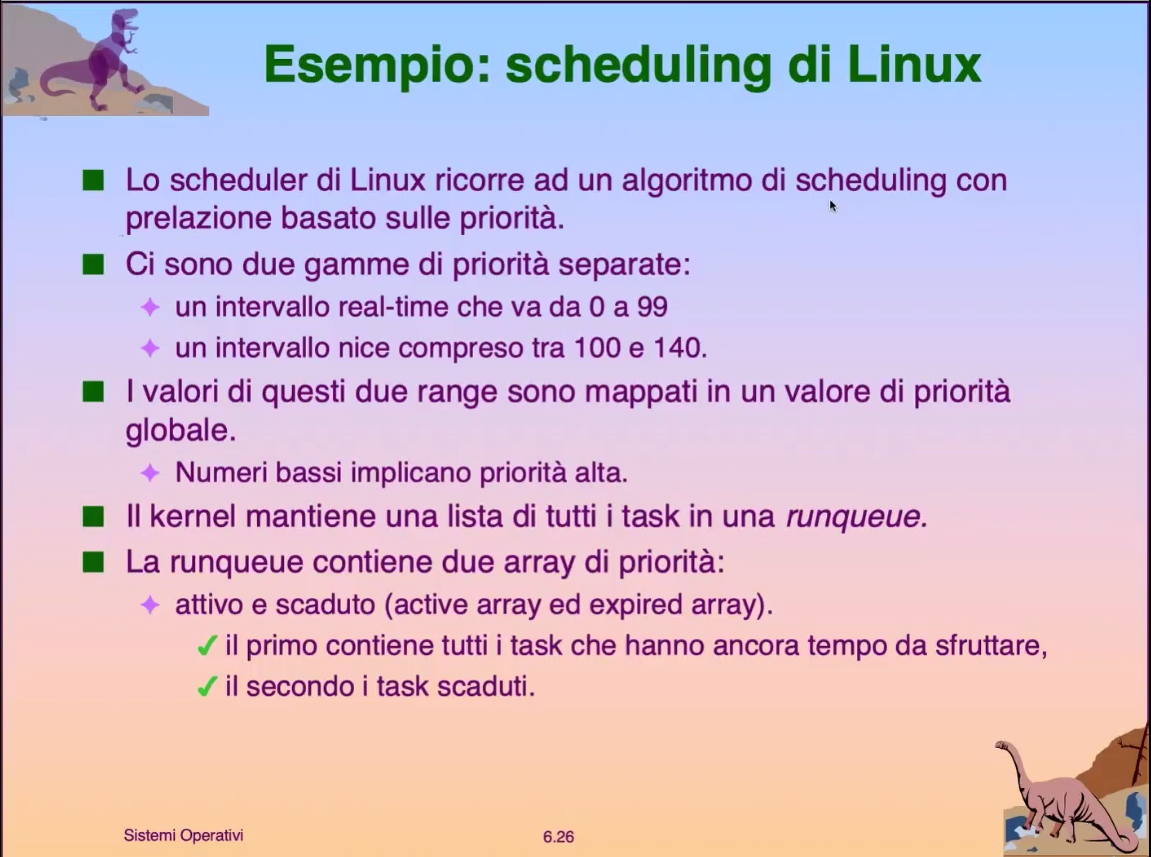 Esempio: scheduling di Linux
Lo scheduler di Linux ricorre ad un algoritmo di scheduling con
prelazione basato sulle priorità.
Ci sono due gamme di priorità separate:
un intervallo real-time che va da 0 a 99
un intervallo nice compreso tra 100 e 140.
I valori di questi due range sono mappati in un valore di priorità
globale.
Numeri bassi implicano priorità alta.
Il kernel mantiene una lista di tutti i task in una runqueue.
La runqueue contiene due array di priorità:
attivo e scaduto (active array ed expired array).
il primo contiene tutti i task che hanno ancora tempo da sfruttare,
il secondo i task scaduti.
Sistemi Operativi
6.26